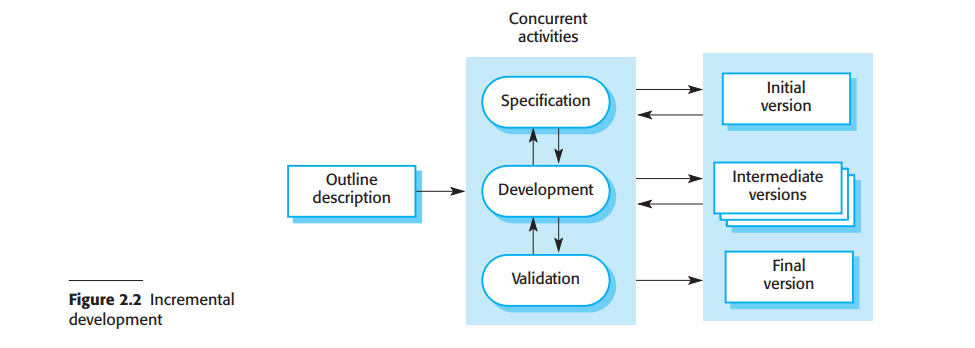 Concurrent
activities
Specification
Initial
version
Outline
description
Development
Intermediate
versions
Validation
Final
version
Figure 2.2 Incremental
development